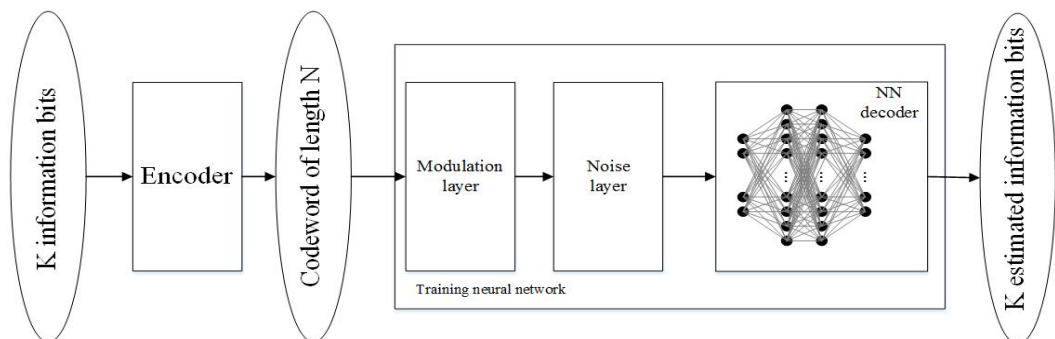 K information bits
Encoder
Codeword of length N
Modulation
layer
Noise
layer
NN
decoder
Training neural network
K estimated information bits